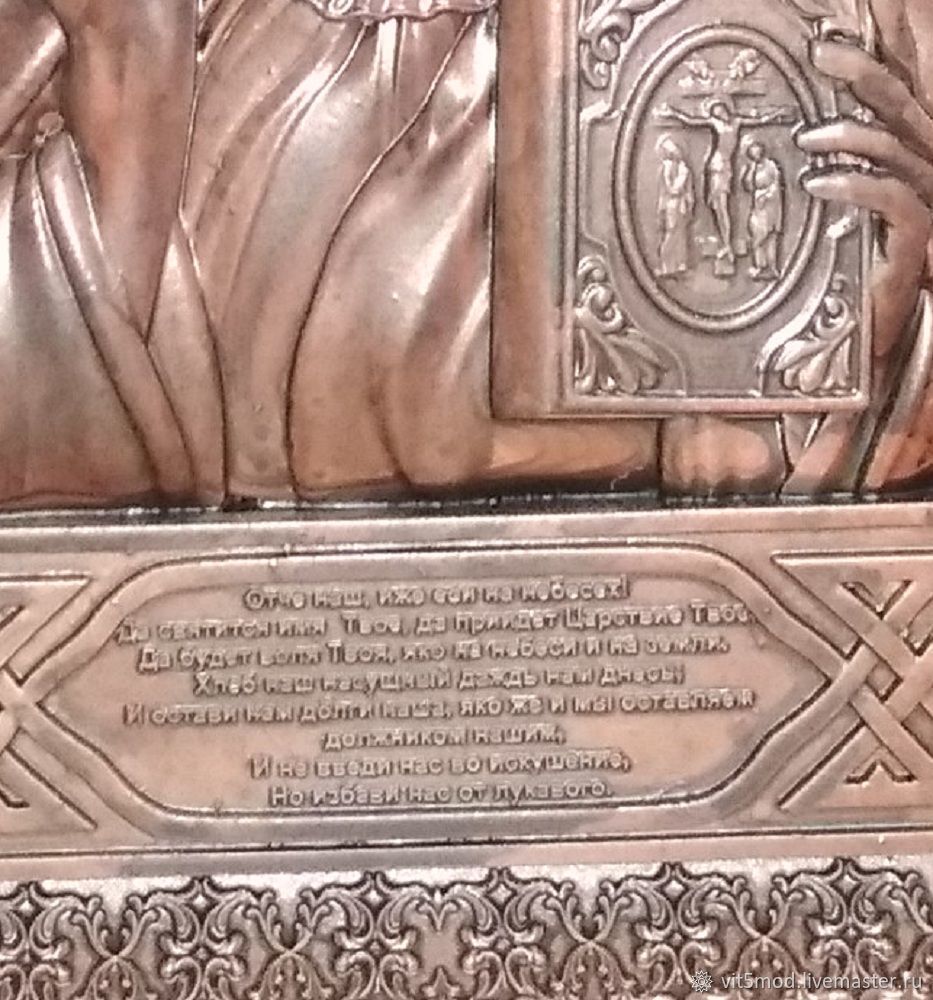 Отче наш, иже еси на небесех!
Да святится имя Твое, да приидет Царствие Твое,
Да будет воля Твоя, яко на небеси и на земли.
Хлеб наш насущный даждь нам днесь;
И остави нам долги наша, яко же и мы оставляем
должником нашим,
И не введи нас во искушение,
Но избави нас от лукавого.
vit5mod.livemaster.ru